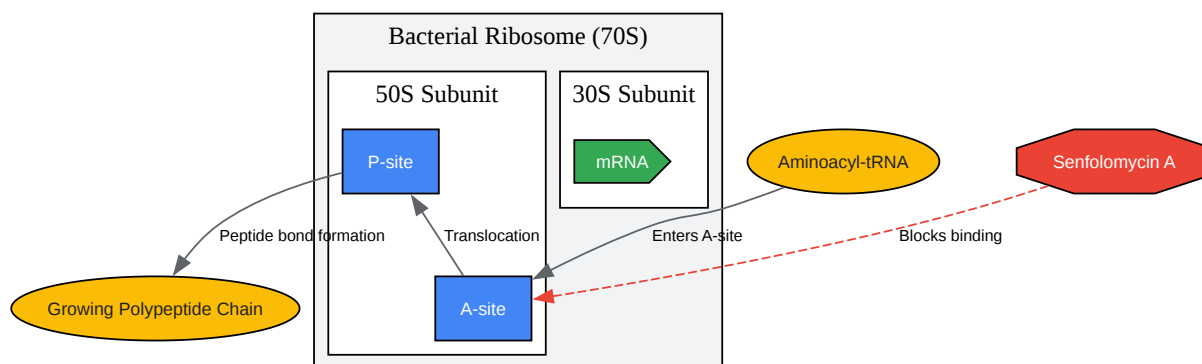 Bacterial Ribosome (70S)
50S Subunit
30S Subunit
P-site
mRNA
Aminoacyl-tRNA
Senfolomycin A
Peptide bond formation
Translocation
Enters A-site
Blocks binding
Growing Polypeptide Chain
A-site